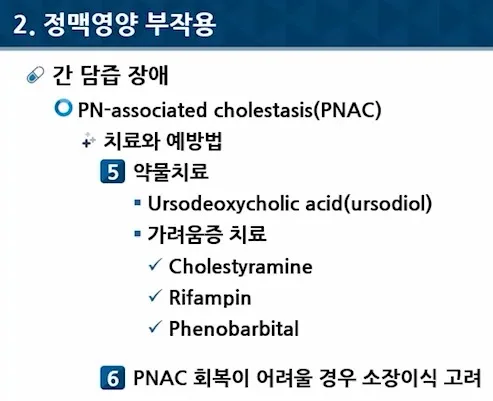 2. 정맥영양 부작용
간 담즙 장애
PN-associated cholestasis(PNAC)
치료와 예방법
5 약물치료
Ursodeoxycholic acid(ursodiol)
가려움증 치료
✓ Cholestyramine
✓ Rifampin
✓ Phenobarbital
6 PNAC 회복이 어려울 경우 소장이식 고려